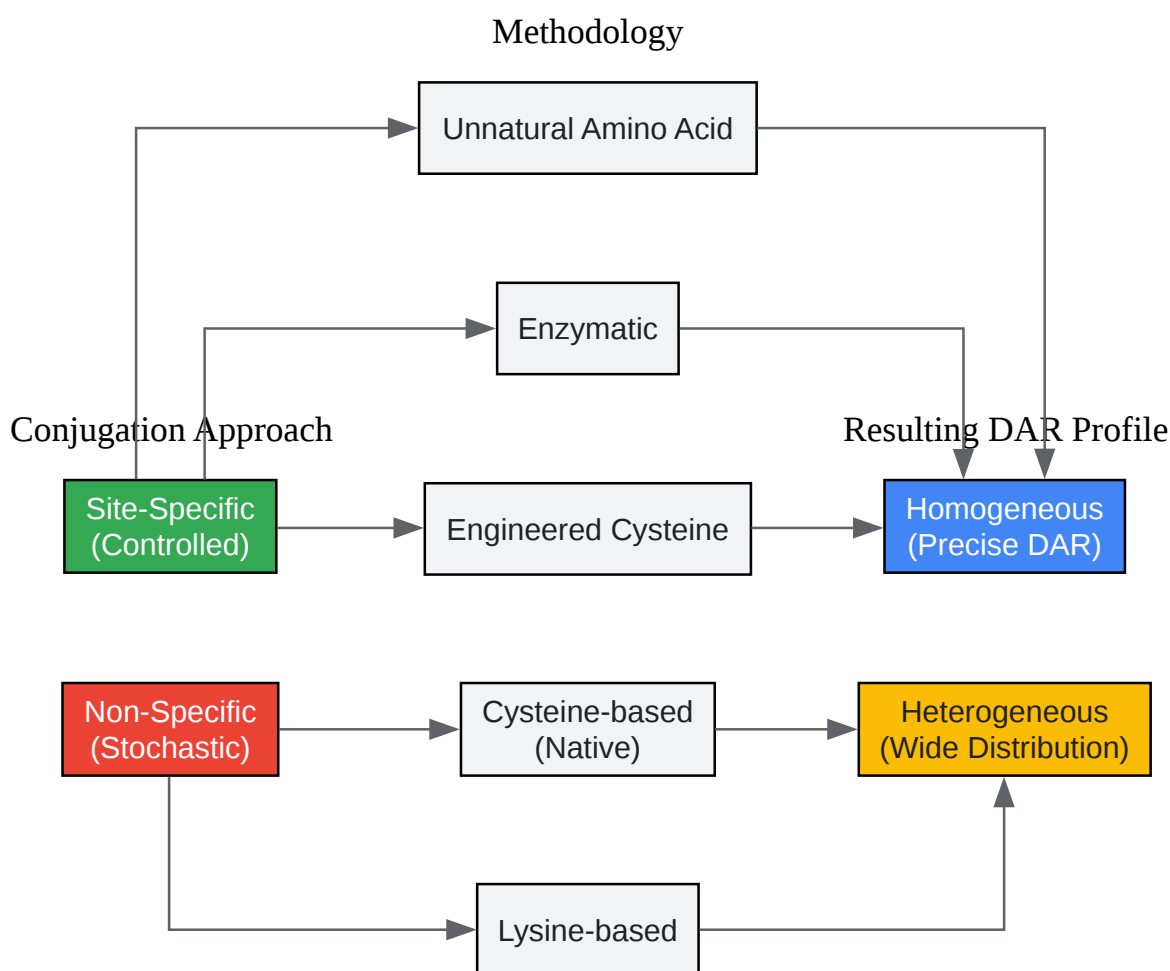 Methodology
Unnatural Amino Acid
Enzymatic
Conjugation Approach
Resulting DAR Profile
Site-Specific
(Controlled)
Engineered Cysteine
Homogeneous
(Precise DAR)
Non-Specific
(Stochastic)
Cysteine-based
(Native)
Heterogeneous
(Wide Distribution)
Lysine-based